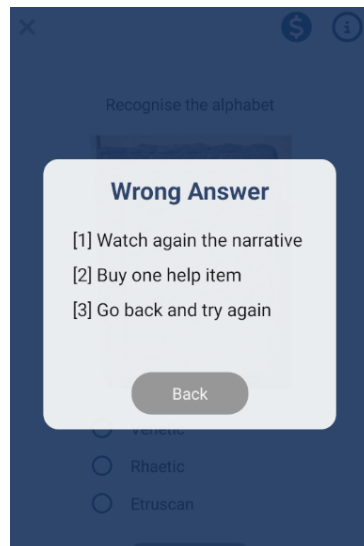 Recognise the alphabet
Wrong Answer
[1] Watch again the narrative
[2] Buy one help item
[3] Go back and try again
Back
Venetic
Rhaetic
Etruscan